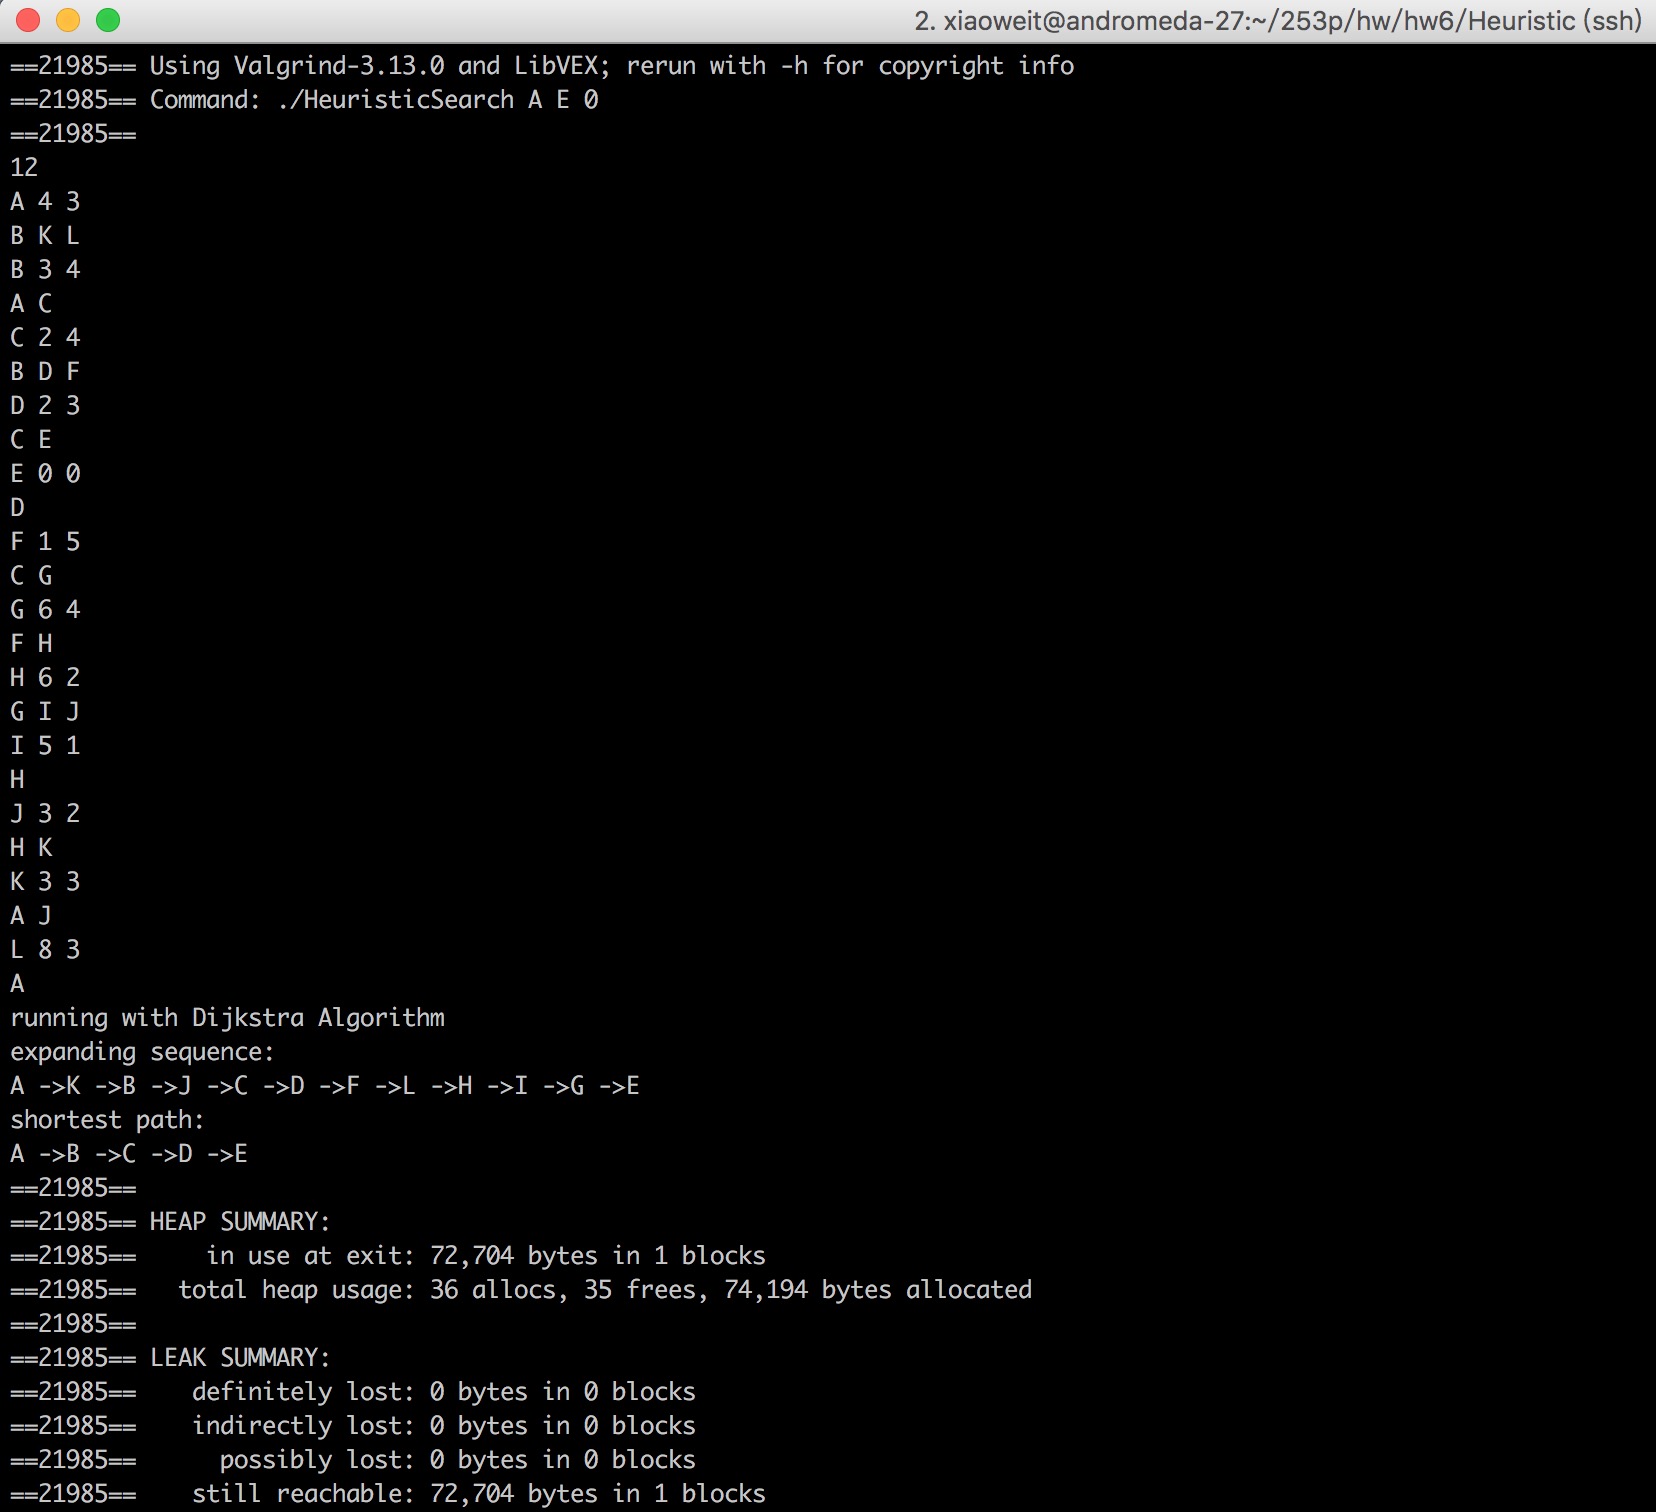 2. xiaoweit@andromeda-27:~/253p/hw/hw6/Heuristic (ssh)
==21985== Using Valgrind-3.13.0 and LibVEX; rerun with -h for copyright info
==21985== Command: ./HeuristicSearch A E 0
==21985==
12
A 4 3
B K L
B 3 4
A C
C 2 4
B D F
D 2 3
C E
E 0 0
D
F 1 5
C G
G 6 4
F H
H 6 2
G I J
I 5 1
H
J 3 2
H K
K 3 3
A J
L 8 3
A
running with Dijkstra Algorithm
expanding sequence:
A ->K ->B ->J ->C ->D ->F ->L ->H ->I ->G ->E
shortest path:
A ->B ->C ->D ->E
==21985==
==21985== HEAP SUMMARY:
==21985==     in use at exit: 72,704 bytes in 1 blocks
==21985==   total heap usage: 36 allocs, 35 frees, 74,194 bytes allocated
==21985==
==21985== LEAK SUMMARY:
==21985==    definitely lost: 0 bytes in 0 blocks
==21985==    indirectly lost: 0 bytes in 0 blocks
==21985==      possibly lost: 0 bytes in 0 blocks
==21985==    still reachable: 72,704 bytes in 1 blocks